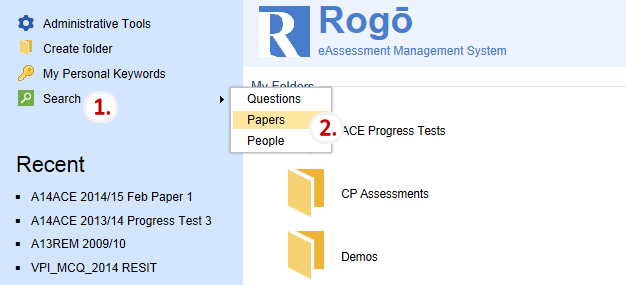 Administrative Tools
Create folder
My Personal Keywords
Search
1.
Recent
A14ACE 2014/15 Feb Paper 1
A14ACE 2013/14 Progress Test 3
A13REM 2009/10
VPI_MCQ_2014 RESIT
R
Rogō
eAssessment Management System
My Folders
Questions
Papers
2.
People
ACE Progress Tests
CP Assessments
Demos